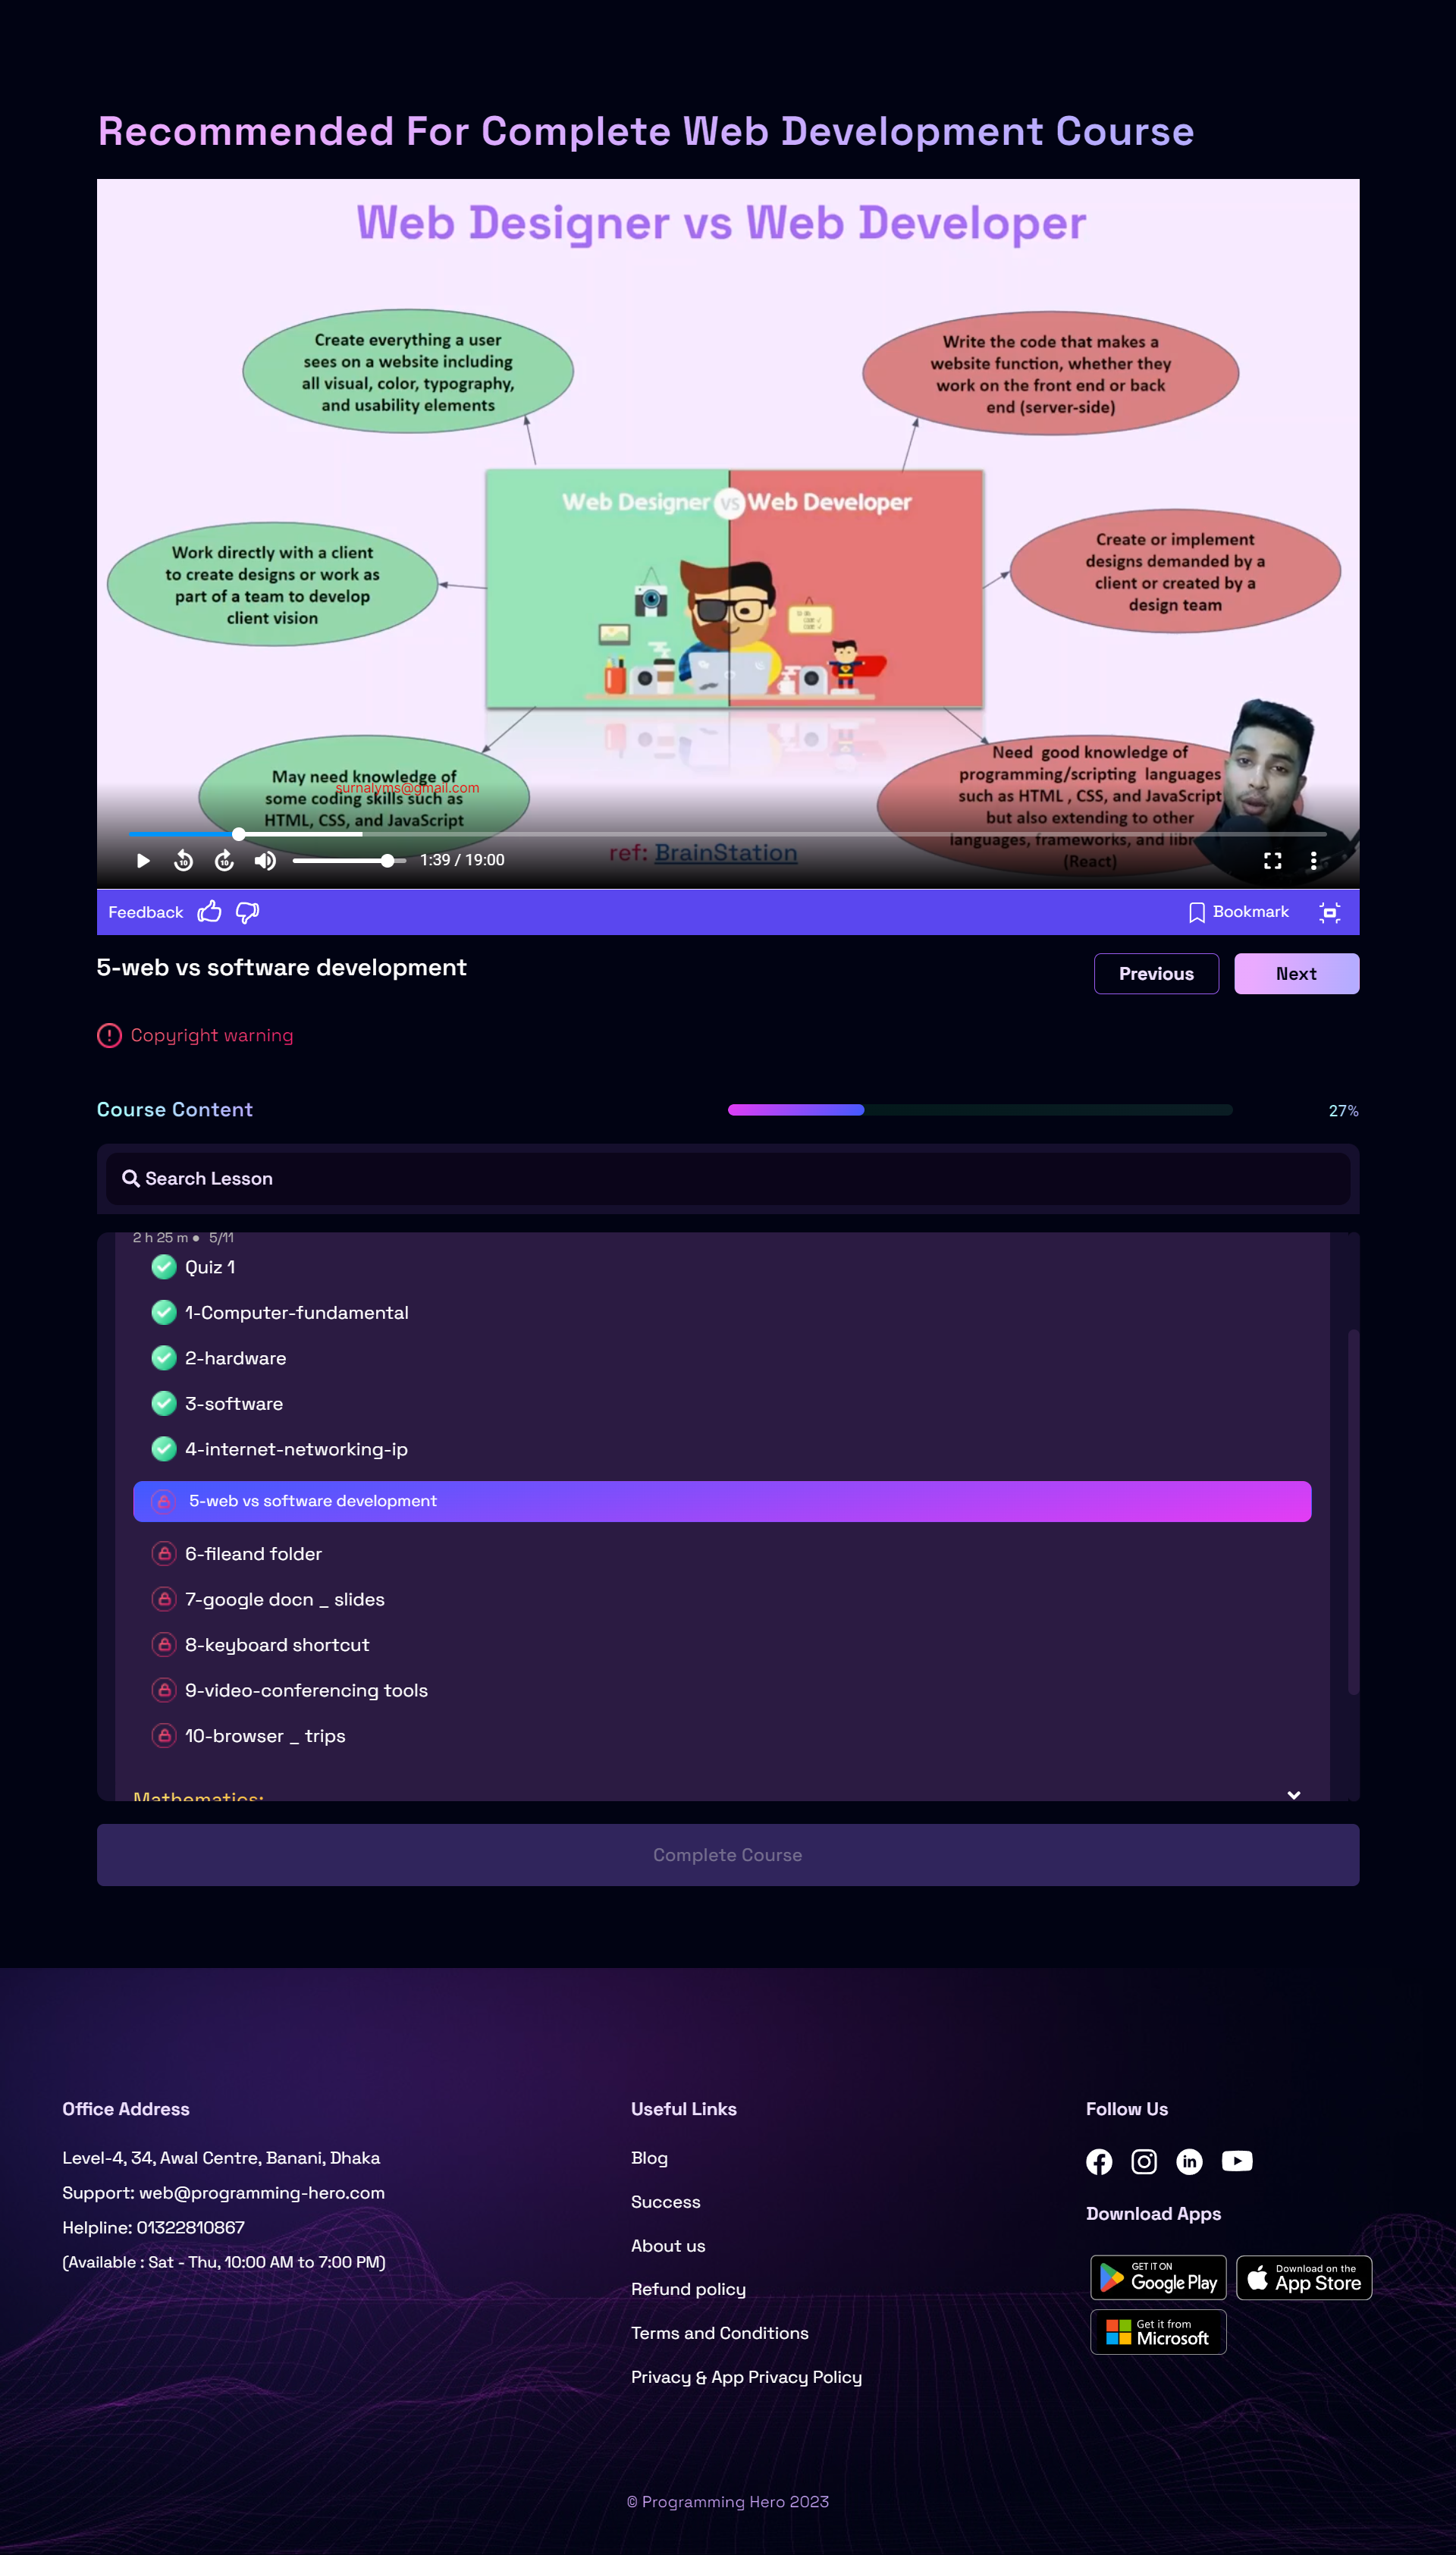 Recommended For Complete Web Development Course
Web Designer vs Web Developer
Create everything a user
sees on a website including
all visual, color, typography,
and usability elements
Write the code that makes a
website function, whether they
work on the front end or back
end (server-side)
Web Designer VS Web Developer
Work directly with a client
to create designs or work as
part of a team to develop
client vision
Create or implement
designs demanded by a
client or created by a
design team
May need knowledge of
some coding skills such as
HTML, CSS, and JavaScript
surnalyms@gmail.com
Need good knowledge of
programming/scripting languages
such as HTML , CSS, and JavaScript
but also extending to other
languages, frameworks, and
(React)
ref: BrainStation
10 10 1:39 / 19:00
Feedback
Bookmark
5-web vs software development
Previous
Next
Copyright warning
Course Content
27%
Search Lesson
2 h 25 m ● 5/11
Quiz 1
1-Computer-fundamental
2-hardware
3-software
4-internet-networking-ip
5-web vs software development
6-fileand folder
7-google docn _ slides
8-keyboard shortcut
9-video-conferencing tools
10-browser _ trips
Mathematics:
Complete Course
Office Address
Level-4, 34, Awal Centre, Banani, Dhaka
Support: web@programming-hero.com
Helpline: 01322810867
(Available : Sat - Thu, 10:00 AM to 7:00 PM)
Useful Links
Blog
Success
About us
Refund policy
Terms and Conditions
Privacy & App Privacy Policy
Follow Us
in
Download Apps
GET IT ON
Google Play
Download on the
App Store
Get it from
Microsoft
© Programming Hero 2023